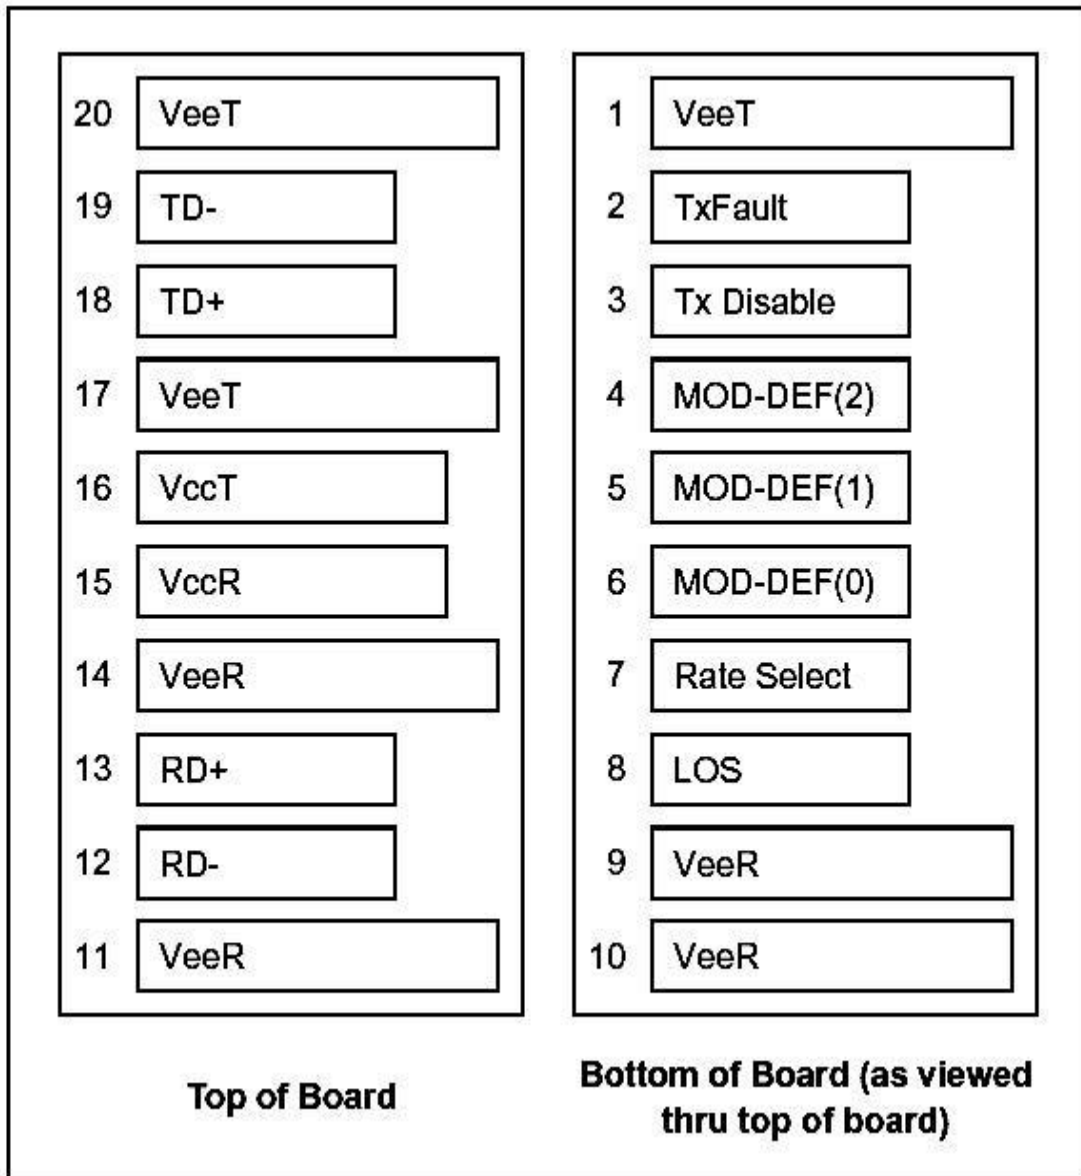 20 VeeT
19 TD-
18 TD+
17 VeeT
16 VccT
15 VccR
14 VeeR
13 RD+
12 RD-
11 VeeR
Top of Board
1 VeeT
2 TxFault
3 Tx Disable
4 MOD-DEF(2)
5 MOD-DEF(1)
6 MOD-DEF(0)
7 Rate Select
8 LOS
9 VeeR
10 VeeR
Bottom of Board (as viewed
thru top of board)